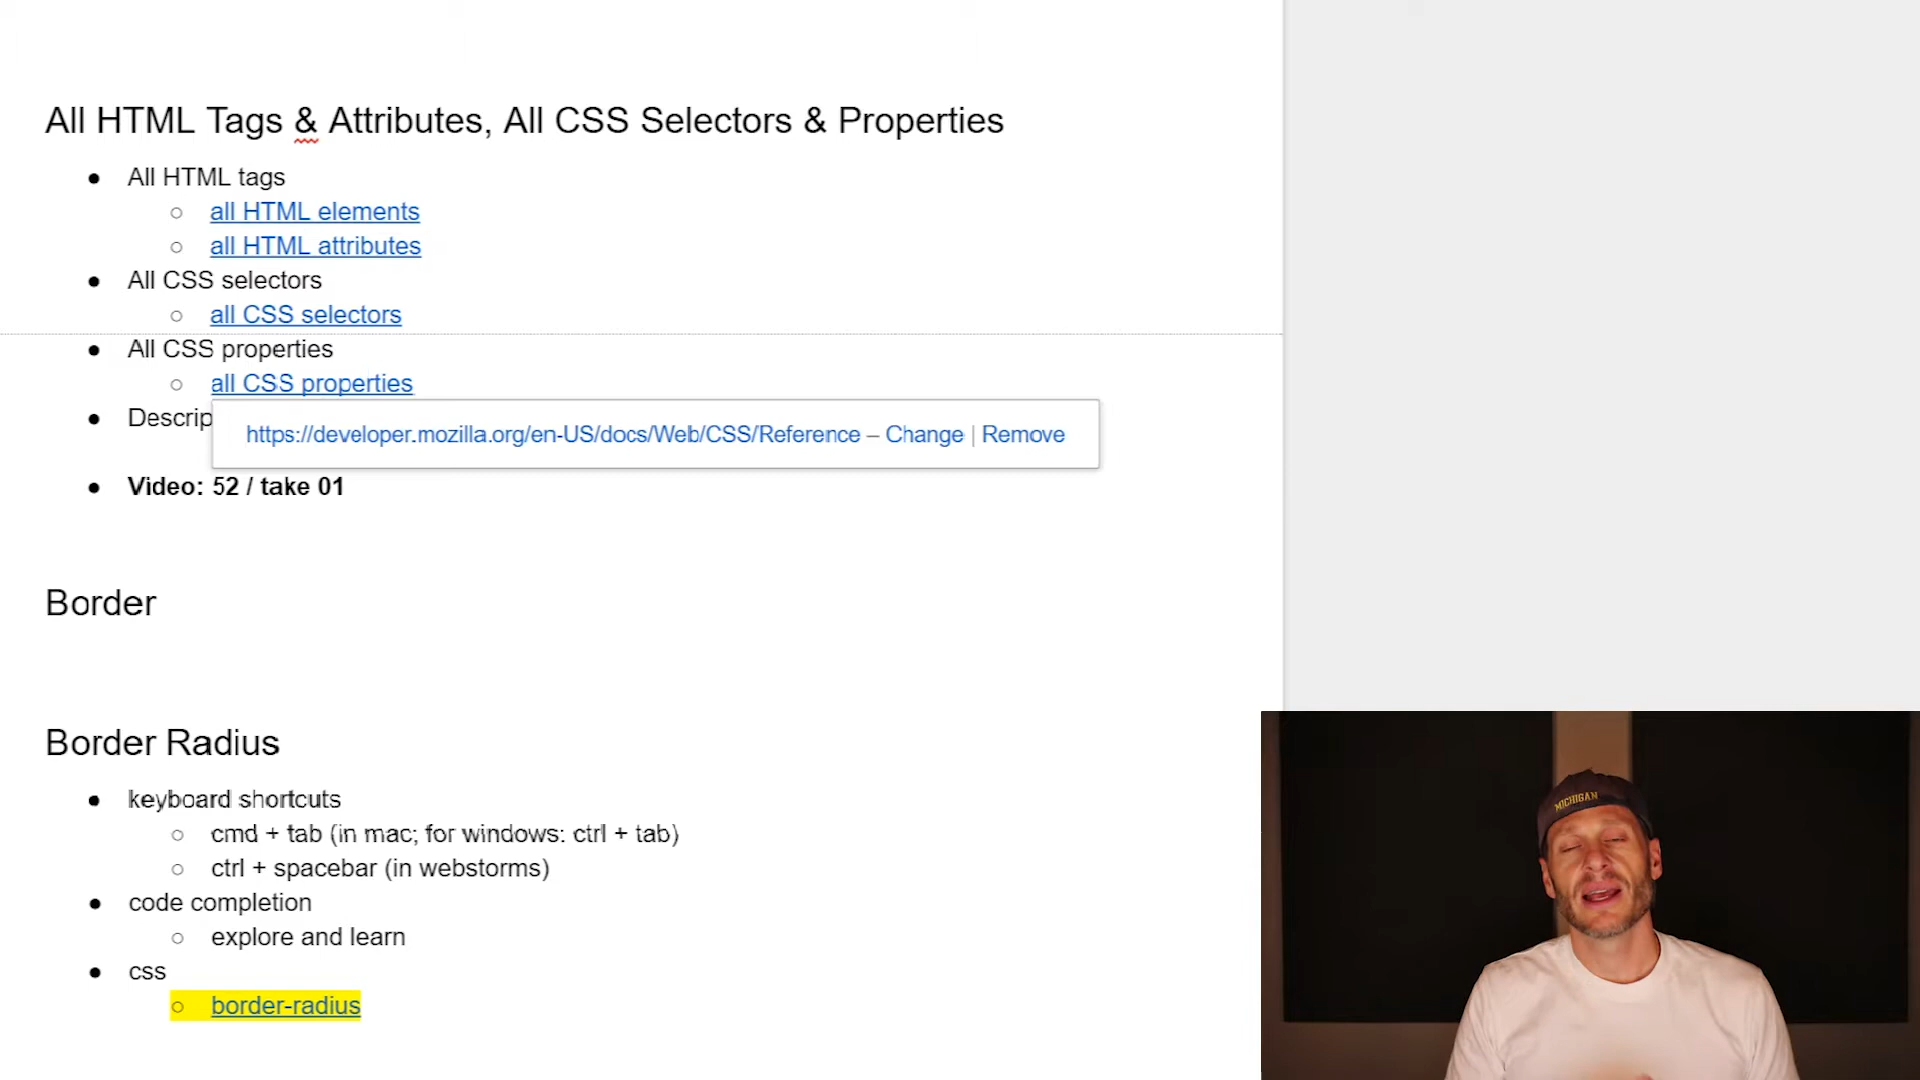 All HTML Tags & Attributes, All CSS Selectors & Properties
● All HTML tags
○ all HTML elements
○ all HTML attributes
● All CSS selectors
○ all CSS selectors
● All CSS properties
○ all CSS properties
● Descrip
https://developer.mozilla.org/en-US/docs/Web/CSS/Reference – Change | Remove
● Video: 52 / take 01
Border
Border Radius
● keyboard shortcuts
○ cmd + tab (in mac; for windows: ctrl + tab)
○ ctrl + spacebar (in webstorms)
● code completion
○ explore and learn
● css
○ border-radius
MICHIGAN